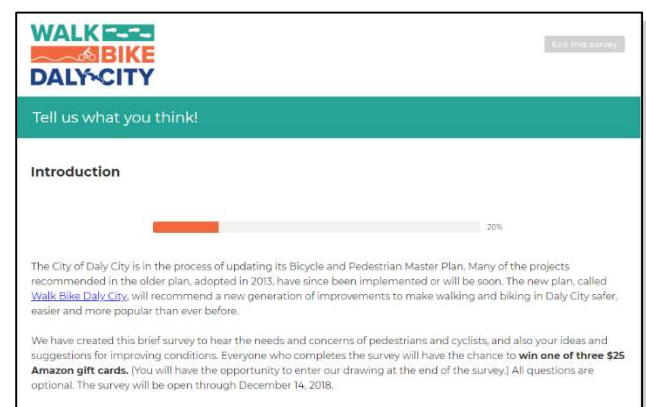 WALK
BIKE
DALY CITY
Exit this survey
Tell us what you think!
Introduction
20%
The City of Daly City is in the process of updating its Bicycle and Pedestrian Master Plan. Many of the projects
recommended in the older plan, adopted in 2013, have since been implemented or will be soon. The new plan, called
Walk Bike Daly City, will recommend a new generation of improvements to make walking and biking in Daly City safer,
easier and more popular than ever before.
We have created this brief survey to hear the needs and concerns of pedestrians and cyclists, and also your ideas and
suggestions for improving conditions. Everyone who completes the survey will have the chance to win one of three $25
Amazon gift cards. (You will have the opportunity to enter our drawing at the end of the survey.) All questions are
optional. The survey will be open through December 14, 2018.